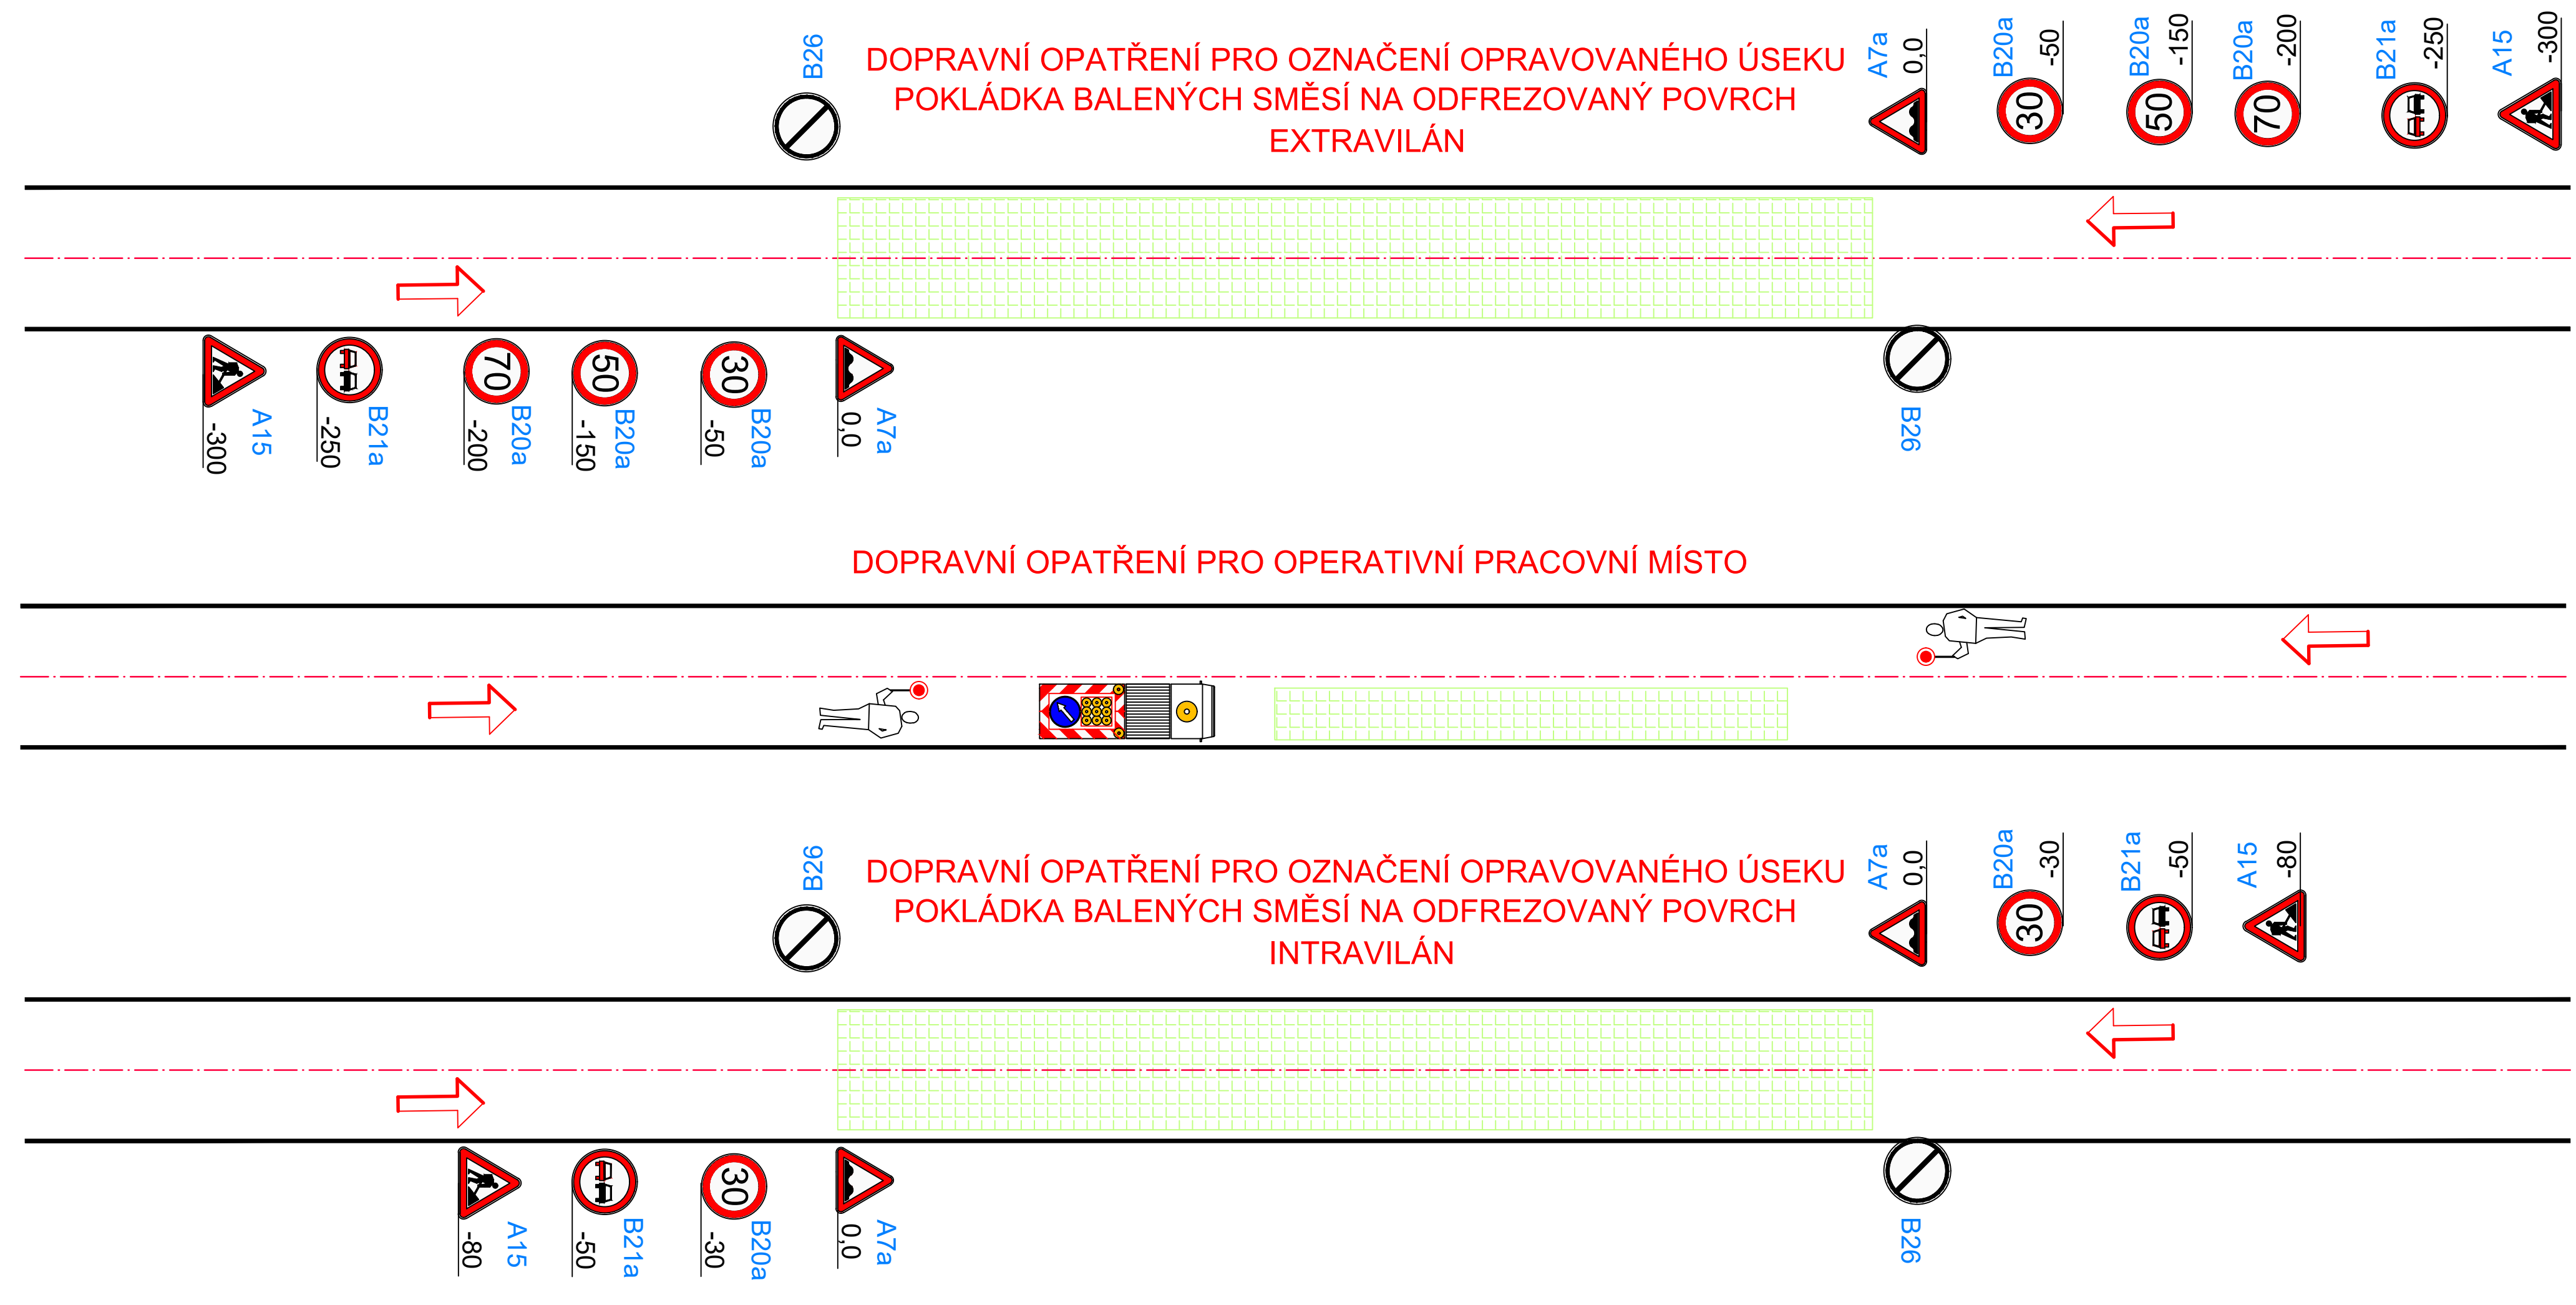 B26
DOPRAVNÍ OPATŘENÍ PRO OZNAČENÍ OPRAVOVANÉHO ÚSEKU
POKLÁDKA BALENÝCH SMĚSÍ NA ODFREZOVANÝ POVRCH
EXTRAVILÁN
A7a
0,0
B20a
-50
30
B20a
-150
50
B20a
-200
70
B21a
-250
A15
-300
A15
-300
B21a
-250
70
B20a
-200
50
B20a
-150
30
B20a
-50
A7a
0,0
B26
DOPRAVNÍ OPATŘENÍ PRO OPERATIVNÍ PRACOVNÍ MÍSTO
B26
DOPRAVNÍ OPATŘENÍ PRO OZNAČENÍ OPRAVOVANÉHO ÚSEKU
POKLÁDKA BALENÝCH SMĚSÍ NA ODFREZOVANÝ POVRCH
INTRAVILÁN
A7a
0,0
B20a
-30
30
B21a
-50
A15
-80
A15
-80
B21a
-50
30
B20a
-30
A7a
0,0
B26